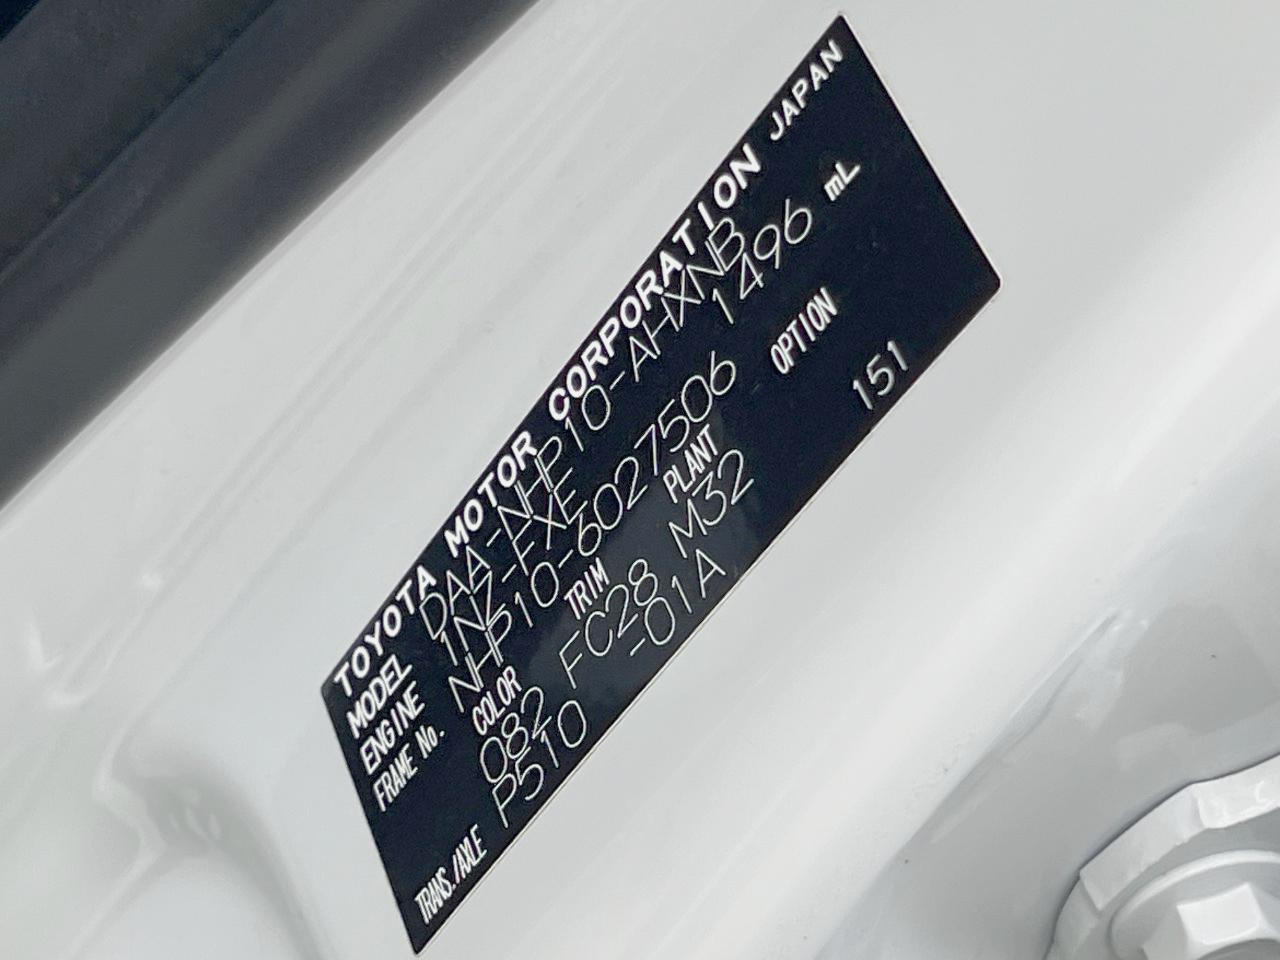 TOYOTA MOTOR CORPORATION JAPAN
MODEL DAA-NHP10-AHXNB
ENGINE 1NZ-FXE 1496 mL
FRAME No. NHP10-6027506
COLOR TRIM PLANT OPTION
082 FC28 M32 151
TRANS./AXLE P510 -01A